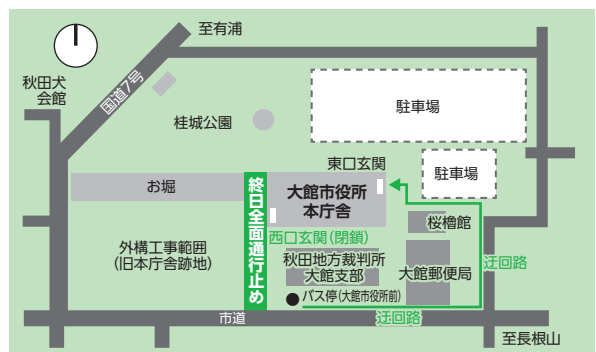 至有浦
秋田犬
会館
国道7号
桂城公園
駐車場
東口玄関
駐車場
お堀
終日全面通行止め
大館市役所
本庁舎
桜櫓館
西口玄関(閉鎖)
外構工事範囲
(旧本庁舎跡地)
秋田地方裁判所
大館支部
大館郵便局
迂回路
バス停(大館市役所前)
市道
迂回路
至長根山